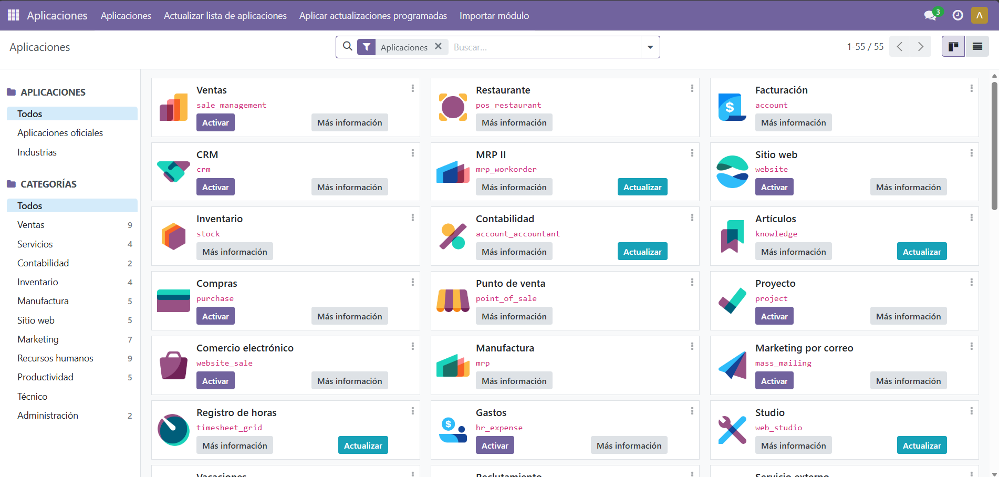 Aplicaciones Aplicaciones Actualizar lista de aplicaciones Aplicar actualizaciones programadas Importar módulo 3 A
Aplicaciones Aplicaciones Buscar... 1-55 / 55
APLICACIONES
Todos
Aplicaciones oficiales
Industrias
CATEGORÍAS
Todos
Ventas 9
Servicios 4
Contabilidad 2
Inventario 4
Manufactura 5
Sitio web 5
Marketing 7
Recursos humanos 9
Productividad 5
Técnico
Administración 2
Ventas
sale_management
Activar Más información
Restaurante
pos_restaurant
Más información
Facturación
account
Más información
CRM
crm
Activar Más información
MRP II
mrp_workorder
Más información Actualizar
Sitio web
website
Activar Más información
Inventario
stock
Más información
Contabilidad
account_accountant
Más información Actualizar
Artículos
knowledge
Más información Actualizar
Compras
purchase
Activar Más información
Punto de venta
point_of_sale
Más información
Proyecto
project
Activar Más información
Comercio electrónico
website_sale
Activar Más información
Manufactura
mrp
Más información
Marketing por correo
mass_mailing
Activar Más información
Registro de horas
timesheet_grid
Más información Actualizar
Gastos
hr_expense
Activar Más información
Studio
web_studio
Más información Actualizar
Vacaciones
Reclutamiento
Servicio externo